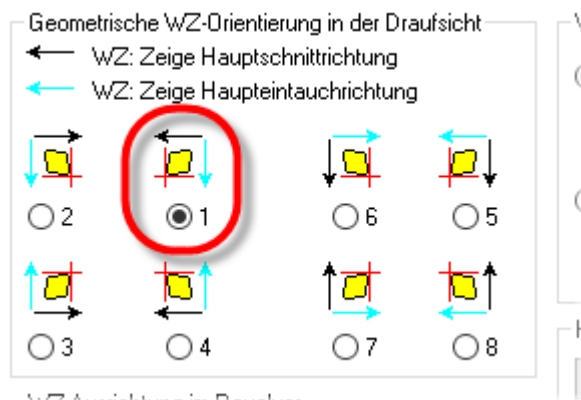 Geometrische WZ-Orientierung in der Draufsicht
WZ: Zeige Hauptschnittrichtung
WZ: Zeige Haupteintauchrichtung
2 1 6 5
3 4 7 8